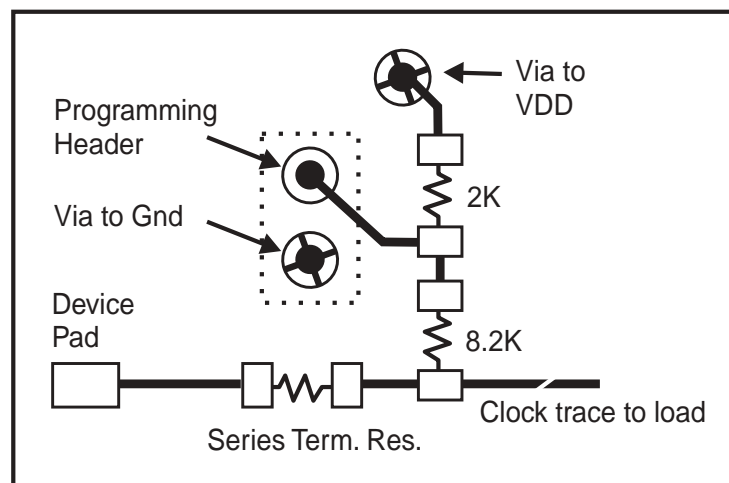 Via to
VDD
Programming
Header
2K
Via to Gnd
Device
Pad
8.2K
Clock trace to load
Series Term. Res.